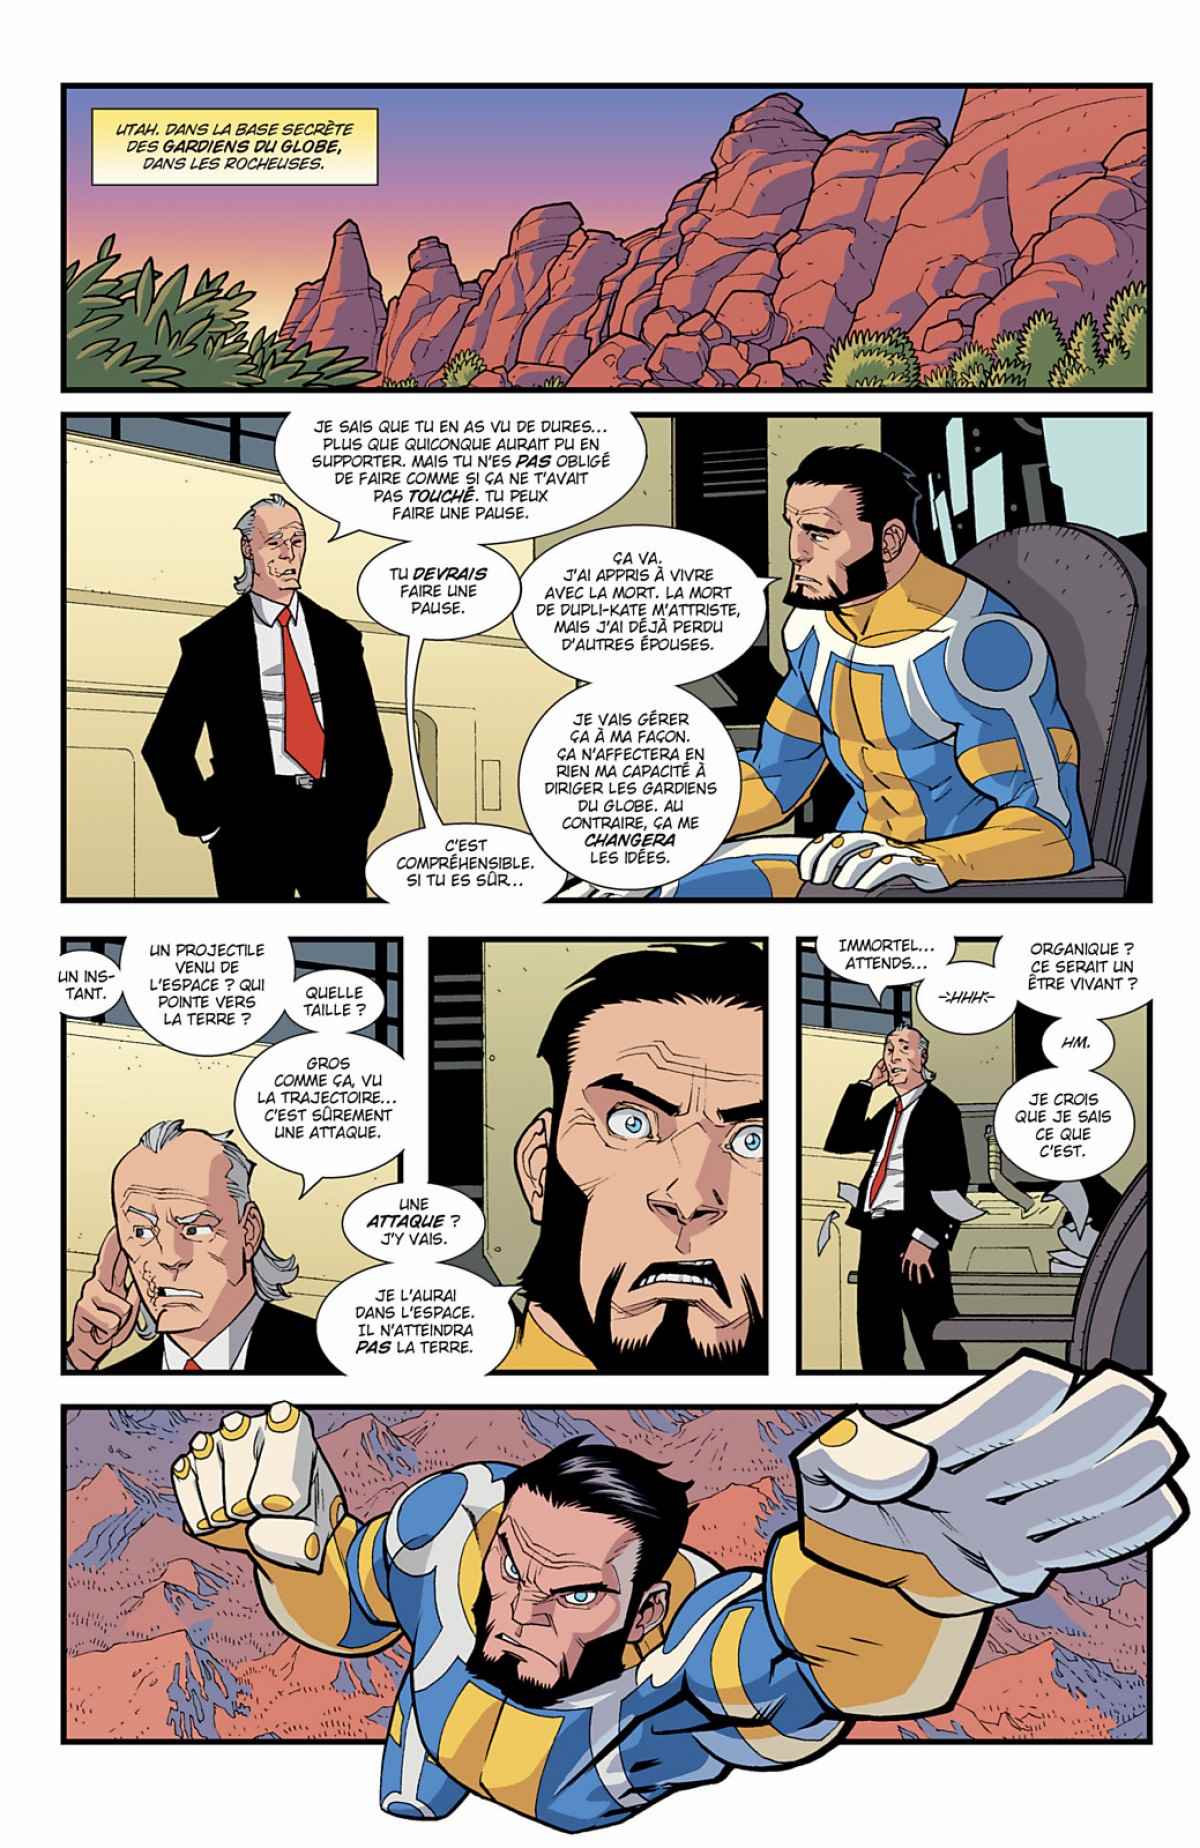 UTAH. DANS LA BASE SECRÈTE
DES GARDIENS DU GLOBE,
DANS LES ROCHEUSES.
JE SAIS QUE TU EN AS VU DE DURES...
PLUS QUE QUICONQUE AURAIT PU EN
SUPPORTER. MAIS TU N'ES PAS OBLIGÉ
DE FAIRE COMME SI ÇA NE T'AVAIT
PAS TOUCHÉ. TU PEUX
FAIRE UNE PAUSE.
TU DEVRAIS
FAIRE UNE
PAUSE.
ÇA VA.
J'AI APPRIS À VIVRE
AVEC LA MORT. LA MORT
DE DUPLI-KATE M'ATTRISTE,
MAIS J'AI DÉJÀ PERDU
D'AUTRES ÉPOUSES.
JE VAIS GÉRER
ÇA À MA FAÇON.
ÇA N'AFFECTERA EN
RIEN MA CAPACITÉ À
DIRIGER LES GARDIENS
DU GLOBE. AU
CONTRAIRE, ÇA ME
CHANGERA
LES IDÉES.
C'EST
COMPRÉHENSIBLE.
SI TU ES SÛR...
UN INS-
TANT.
UN PROJECTILE
VENU DE
L'ESPACE ? QUI
POINTE VERS
LA TERRE ?
QUELLE
TAILLE ?
GROS
COMME ÇA, VU
LA TRAJECTOIRE...
C'EST SÛREMENT
UNE ATTAQUE.
UNE
ATTAQUE ?
J'Y VAIS.
JE L'AURAI
DANS L'ESPACE.
IL N'ATTEINDRA
PAS LA TERRE.
IMMORTEL...
ATTENDS...
-HHH-
ORGANIQUE ?
CE SERAIT UN
ÊTRE VIVANT ?
HM.
JE CROIS
QUE JE SAIS
CE QUE
C'EST.